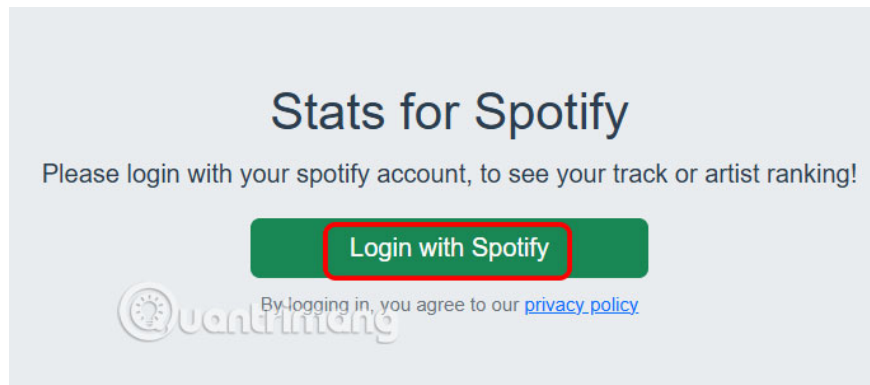 Stats for Spotify
Please login with your spotify account, to see your track or artist ranking!
Login with Spotify
By logging in, you agree to our privacy policy
Quantrimang